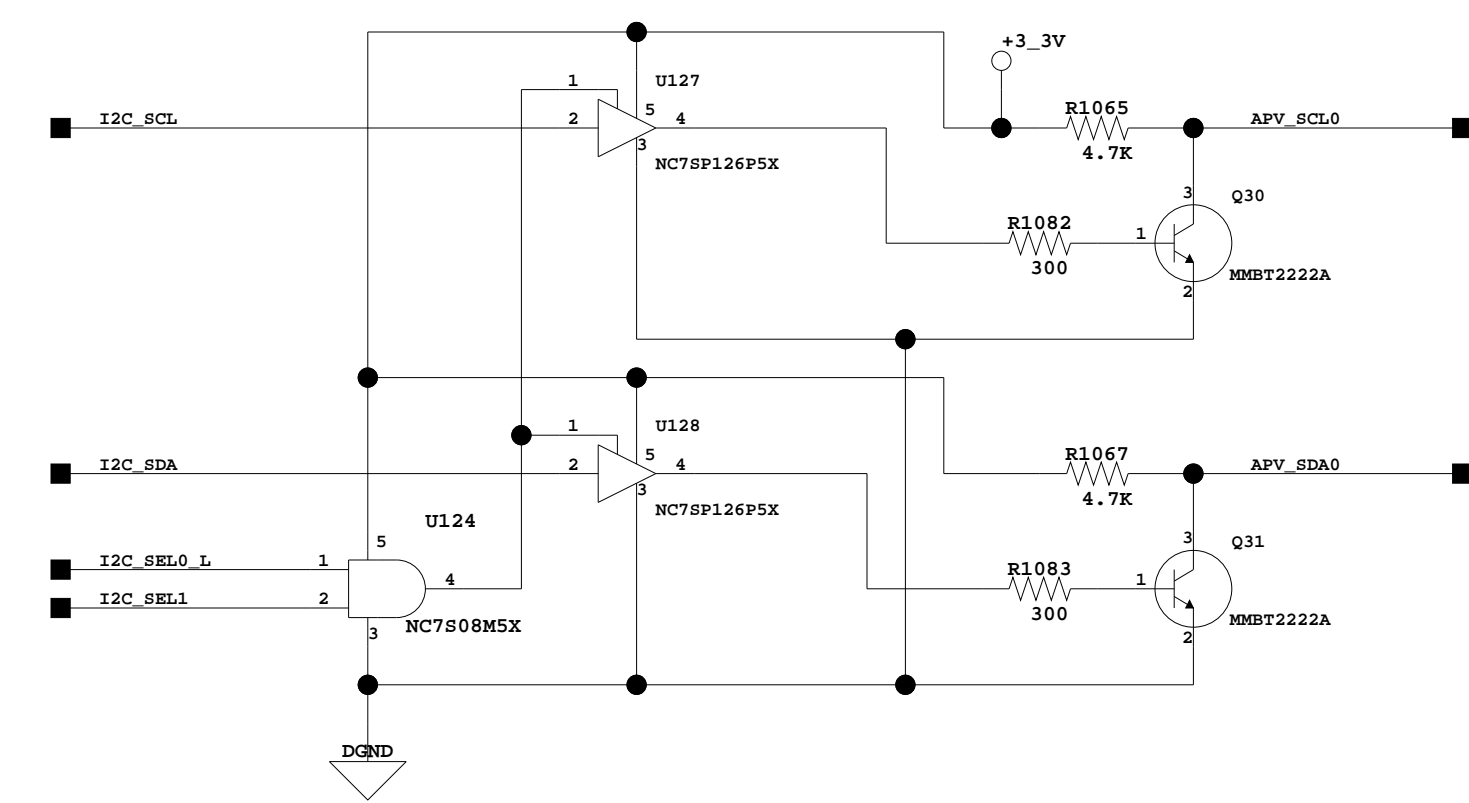 +3_3V
1
U127
I2C_SCL
2
5
4
3
NC7SP126P5X
R1065
4.7K
APV_SCL0
3
Q30
R1082
300
1
MMBT2222A
2
1
U128
I2C_SDA
2
5
4
3
NC7SP126P5X
R1067
4.7K
APV_SDA0
U124
5
I2C_SEL0_L
1
I2C_SEL1
2
4
NC7S08M5X
3
3
Q31
R1083
300
1
MMBT2222A
2
DGND